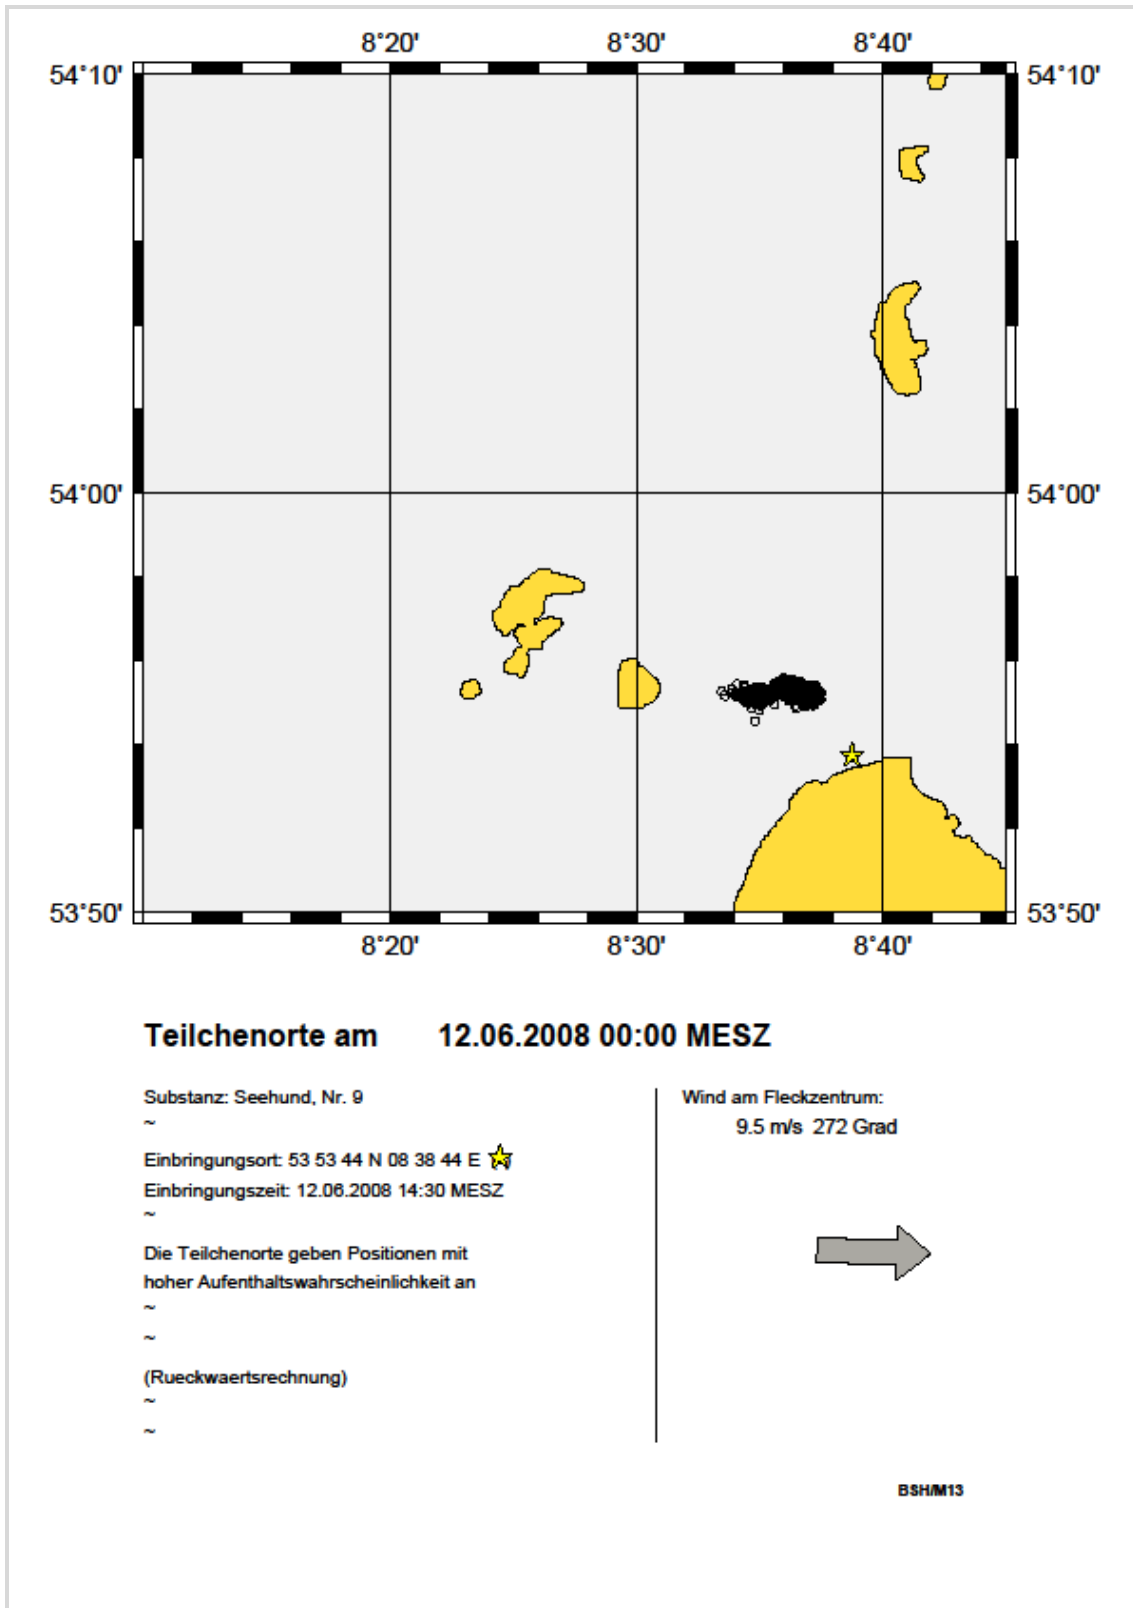 8°20' 8°30' 8°40'
54°10' 54°10'
54°00' 54°00'
53°50' 53°50'
8°20' 8°30' 8°40'
Teilchenorte am 12.06.2008 00:00 MESZ
Substanz: Seehund, Nr. 9
~
Einbringungsort: 53 53 44 N 08 38 44 E
Einbringungszeit: 12.06.2008 14:30 MESZ
~
Die Teilchenorte geben Positionen mit
hoher Aufenthaltswahrscheinlichkeit an
~
~
(Rueckwaertsrechnung)
~
~
Wind am Fleckzentrum:
9.5 m/s 272 Grad
BSH/M13